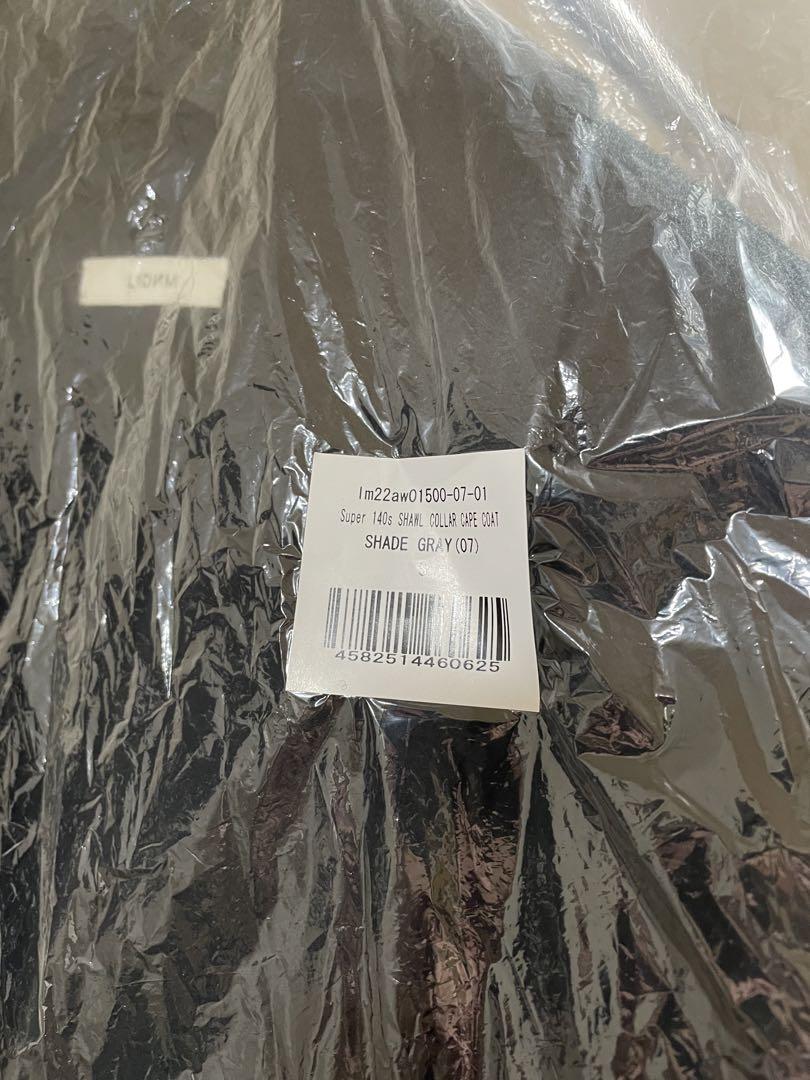 lm22aw01500-07-01
Super 140s SHAWL COLLAR CAPE COAT
SHADE GRAY(07)
S
4582514460625